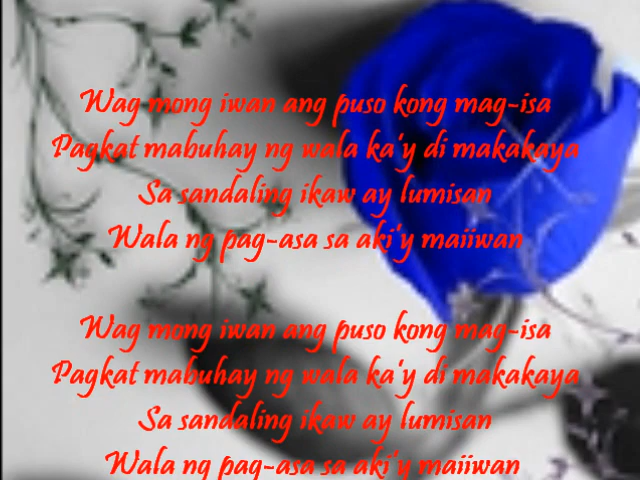 Wag mong iwan ang puso kong mag-isa
Pagkat mabuhay ng wala ka'y di makakaya
Sa sandaling ikaw ay lumisan
Wala ng pag-asa sa aki'y maiiwan
Wag mong iwan ang puso kong mag-isa
Pagkat mabuhay ng wala ka'y di makakaya
Sa sandaling ikaw ay lumisan
Wala ng pag-asa sa aki'y maiiwan